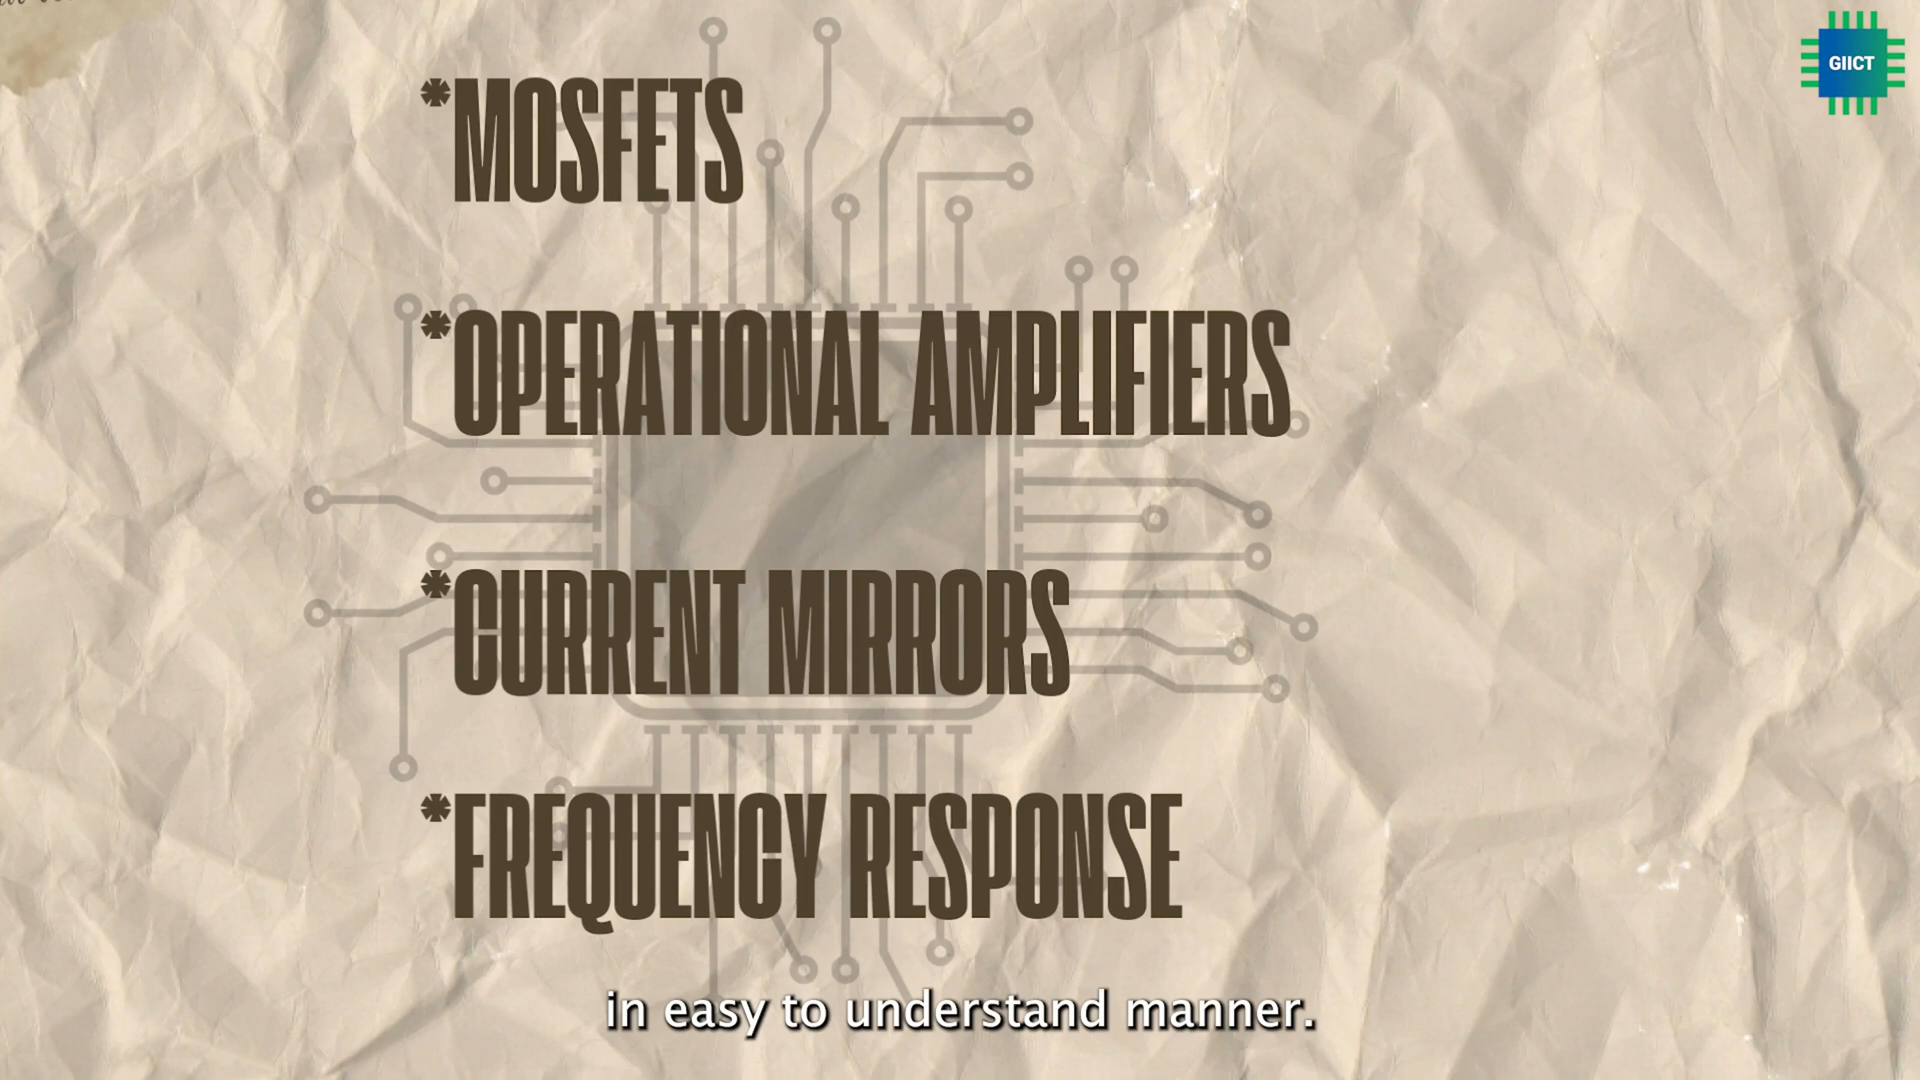 GIICT
*MOSFETS
*OPERATIONAL AMPLIFIERS
*CURRENT MIRRORS
*FREQUENCY RESPONSE
in easy to understand manner.